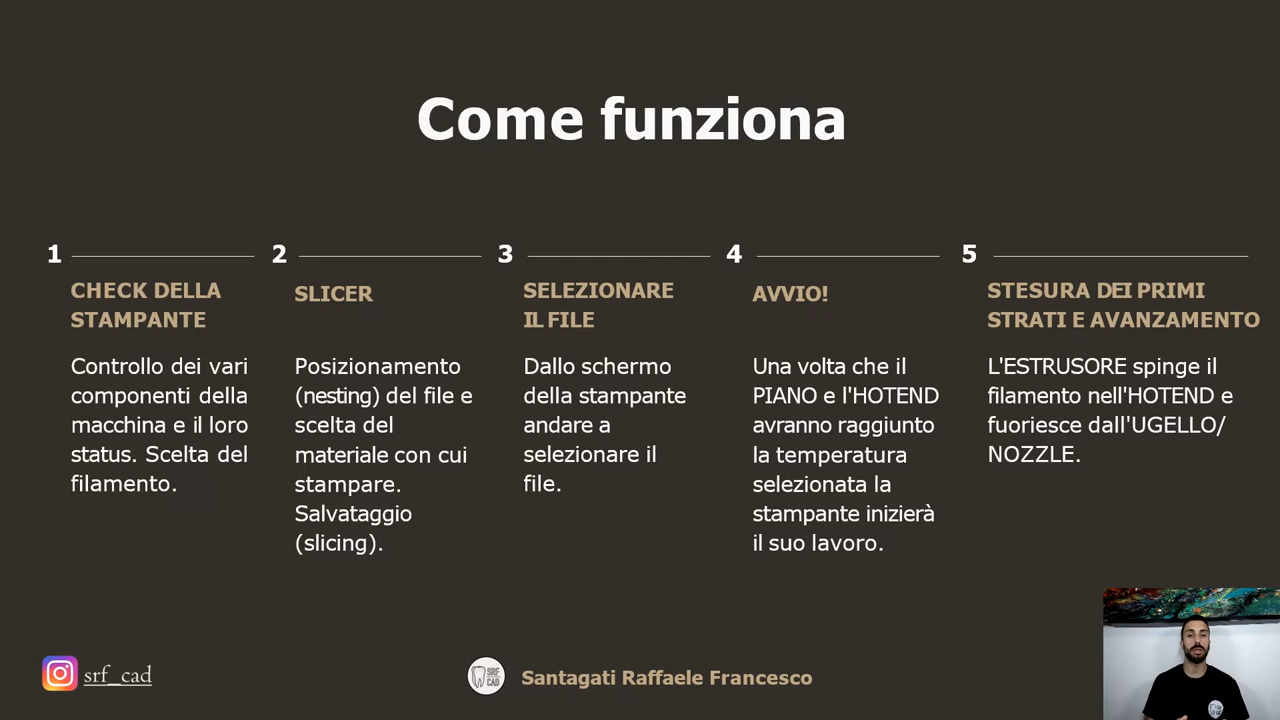 Come funziona
1
CHECK DELLA
STAMPANTE
Controllo dei vari
componenti della
macchina e il loro
status. Scelta del
filamento.
2
SLICER
Posizionamento
(nesting) del file e
scelta del
materiale con cui
stampare.
Salvataggio
(slicing).
3
SELEZIONARE
IL FILE
Dallo schermo
della stampante
andare a
selezionare il
file.
4
AVVIO!
Una volta che il
PIANO e l'HOTEND
avranno raggiunto
la temperatura
selezionata la
stampante inizierà
il suo lavoro.
5
STESURA DEI PRIMI
STRATI E AVANZAMENTO
L'ESTRUSORE spinge il
filamento nell'HOTEND e
fuoriesce dall'UGELLO/
NOZZLE.
srf_cad
SRF
CAD
Santagati Raffaele Francesco